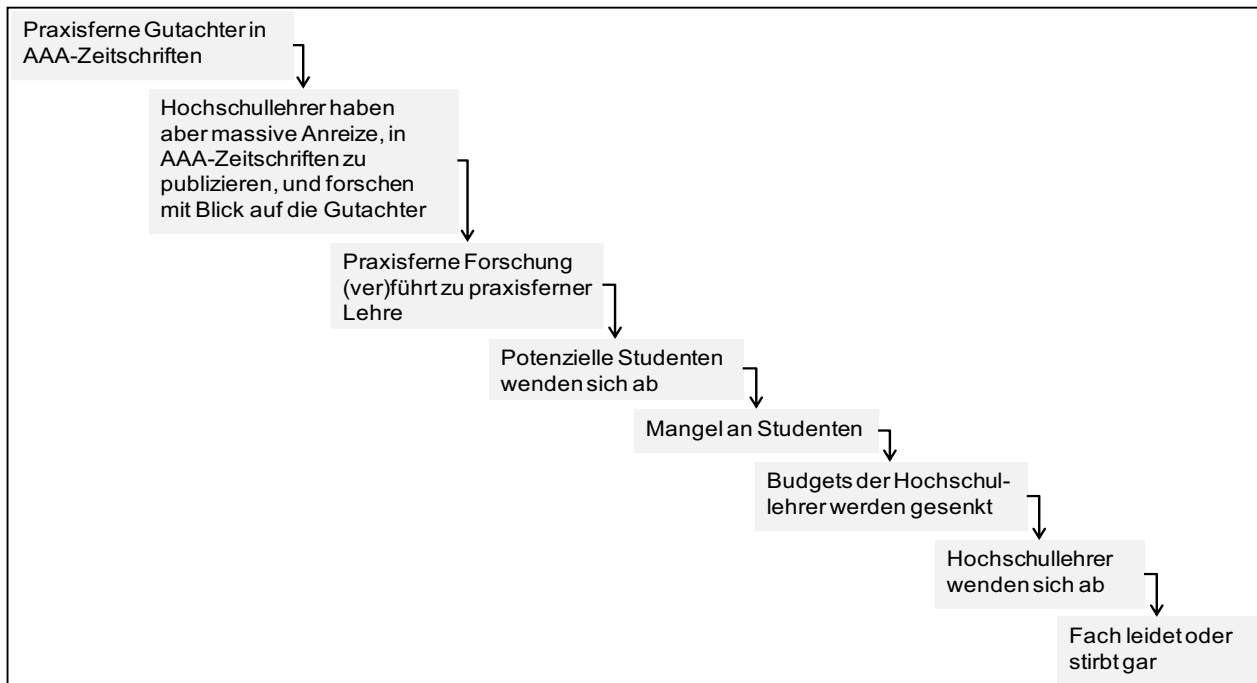 Praxisferne Gutachter in
AAA-Zeitschriften
Hochschullehrer haben
aber massive Anreize, in
AAA-Zeitschriften zu
publizieren, und forschen
mit Blick auf die Gutachter
Praxisferne Forschung
(ver)führt zu praxisferner
Lehre
Potenzielle Studenten
wenden sich ab
Mangel an Studenten
Budgets der Hochschul-
lehrer werden gesenkt
Hochschullehrer
wenden sich ab
Fach leidet oder
stirbt gar